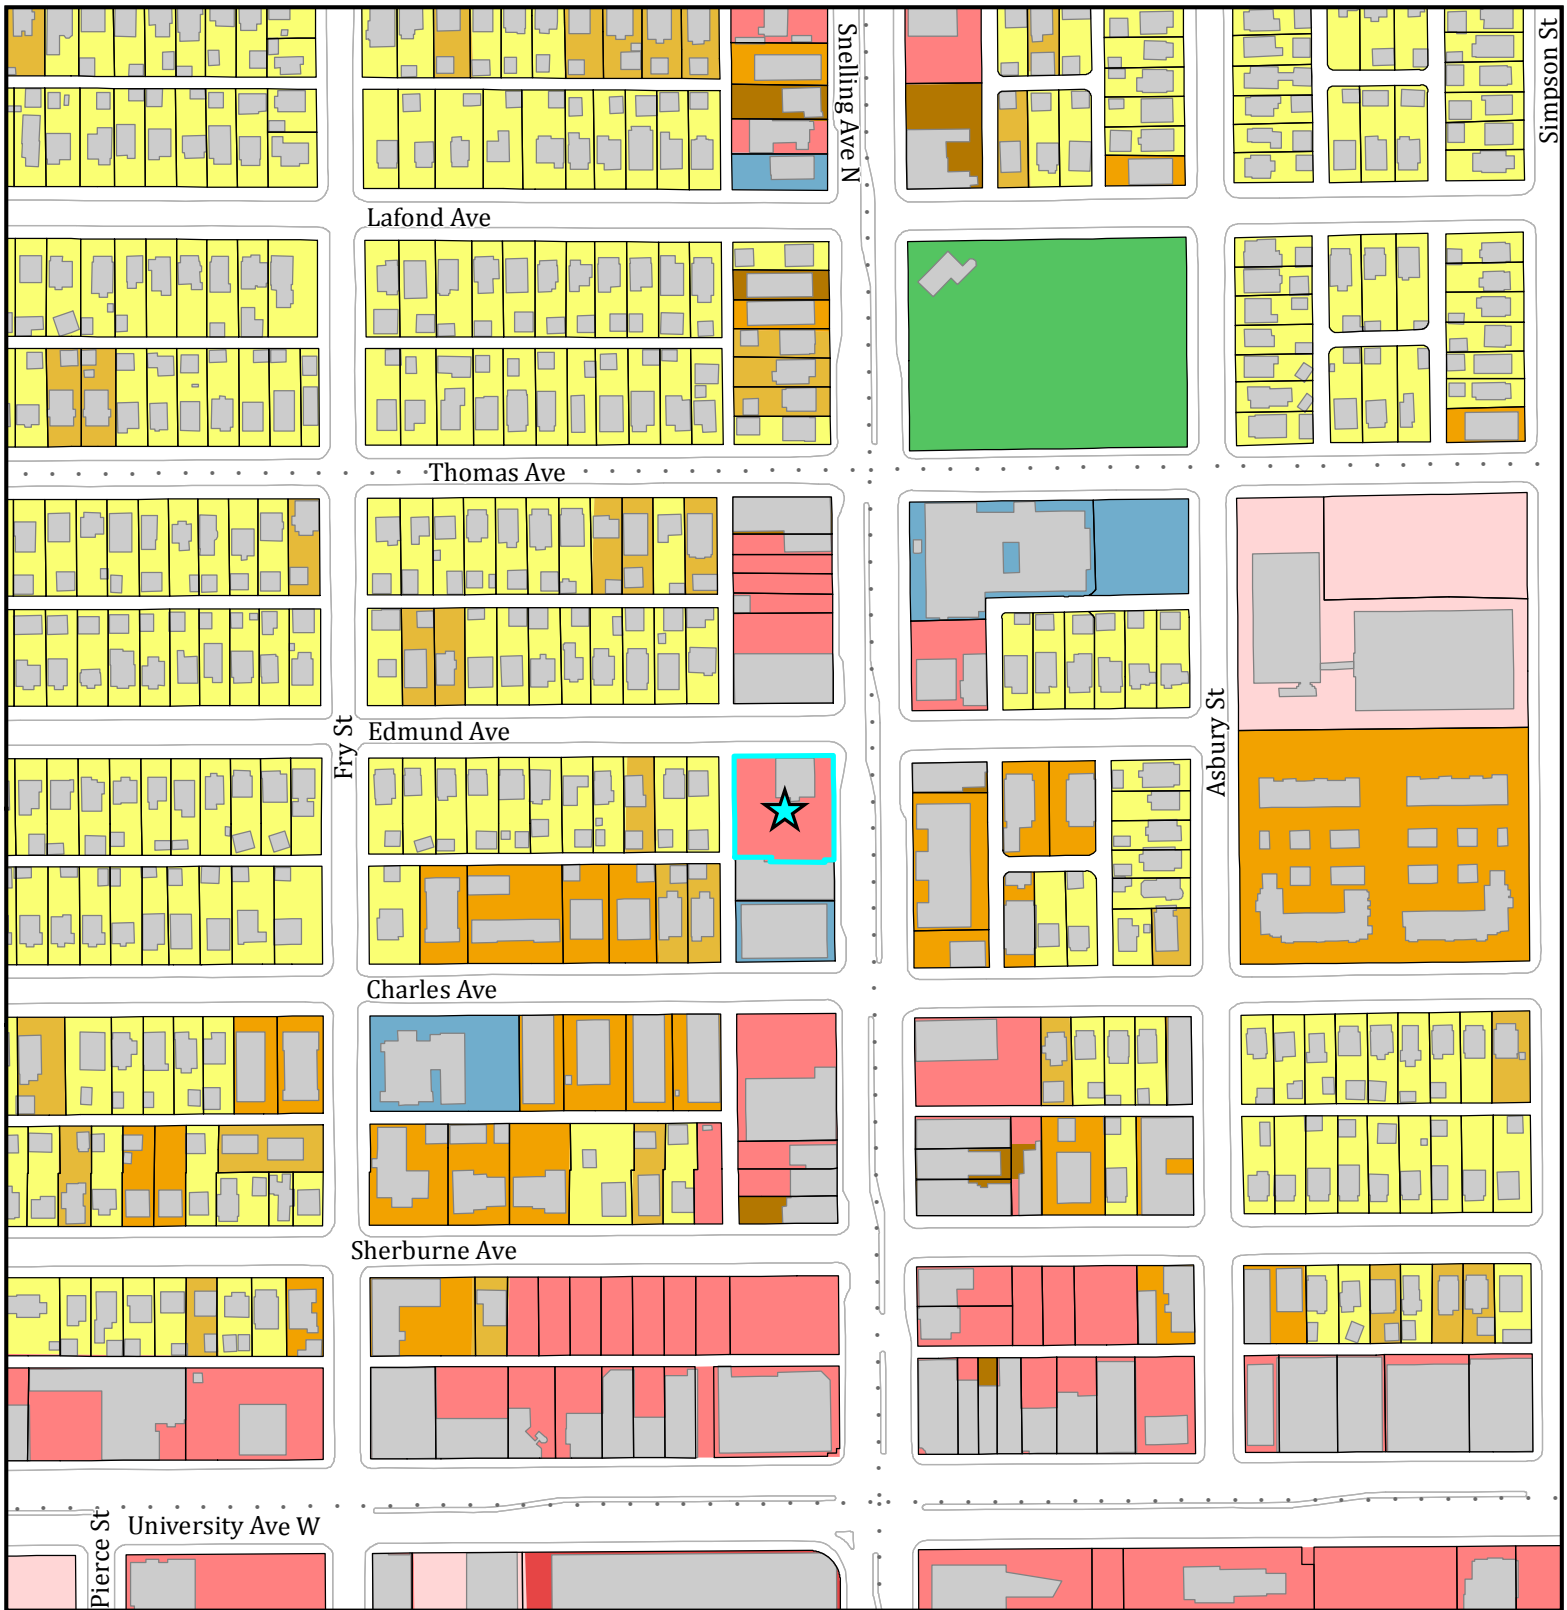 Snelling Ave N
Simpson St
Lafond Ave
Thomas Ave
Fry St
Edmund Ave
Asbury St
Charles Ave
Sherburne Ave
Pierce St
University Ave W